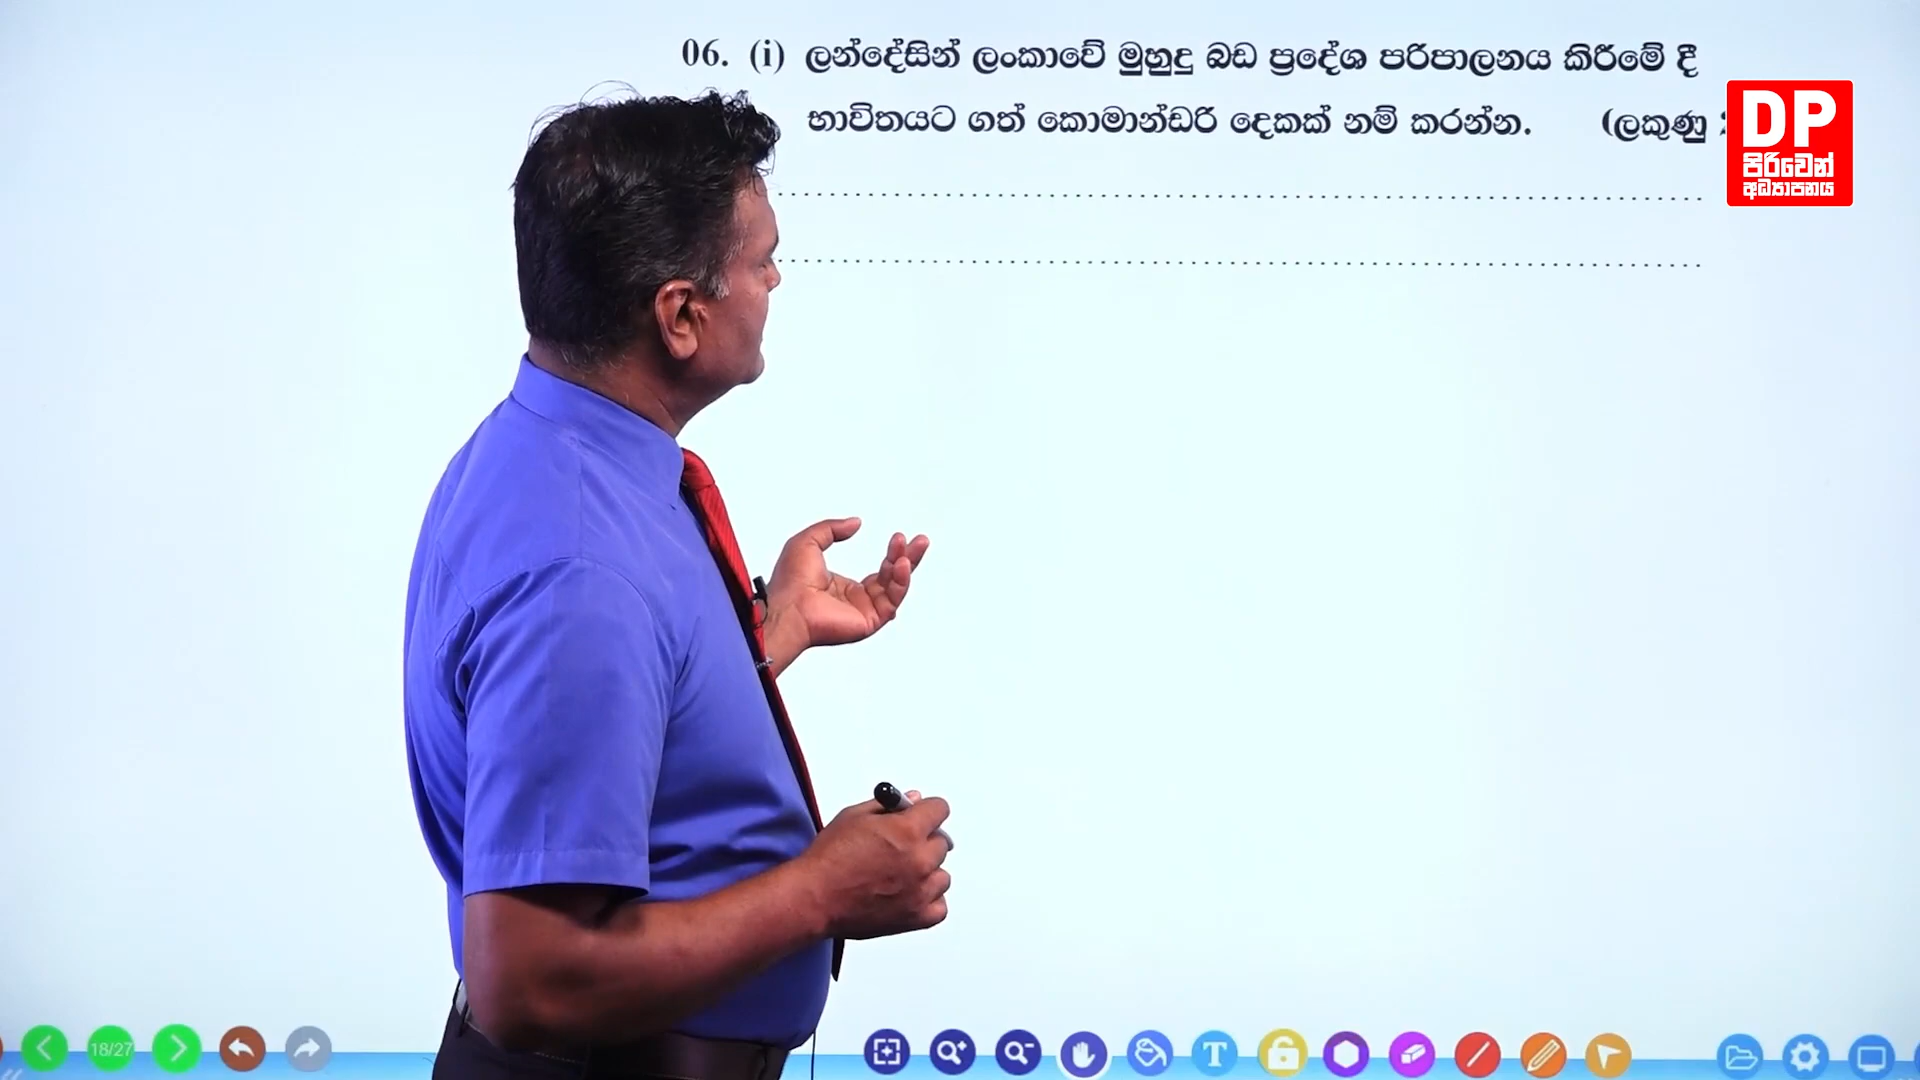 06. (i) ලන්දේසින් ලංකාවේ මුහුදු බඩ ප්‍රදේශ පරිපාලනය කිරීමේ දී
භාවිතයට ගත් කොමාන්ඩරි දෙකක් නම් කරන්න. (ලකුණු
DP
පිරිවෙන්
අධ්‍යාපනය
18/27
T